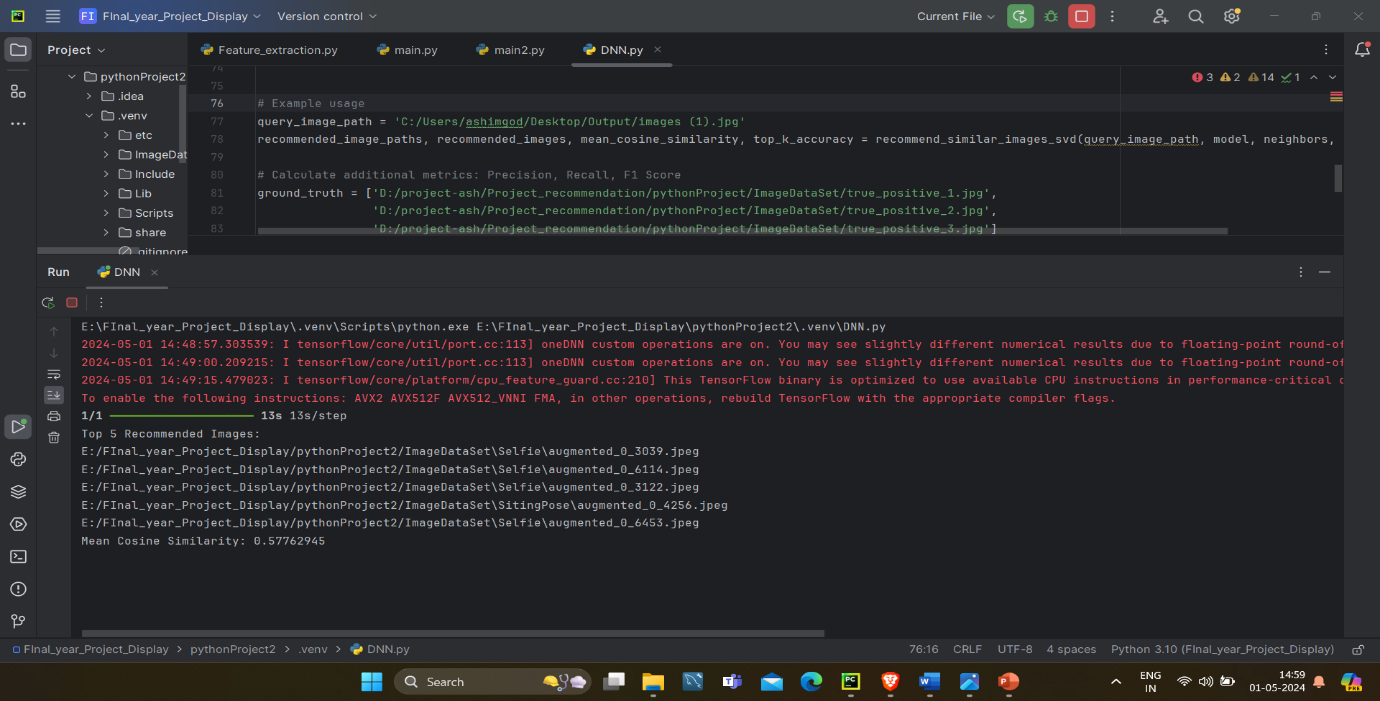 FI FInal_year_Project_Display Version control Current File
Project Feature_extraction.py main.py main2.py DNN.py
pythonProject2
.idea
.venv
etc
ImageDat
Include
Lib
Scripts
share
.gitignore
3 2 14 1
74
75
76 # Example usage
77 query_image_path = 'C:/Users/ashimgod/Desktop/Output/images (1).jpg'
78 recommended_image_paths, recommended_images, mean_cosine_similarity, top_k_accuracy = recommend_similar_images_svd(query_image_path, model, neighbors,
79
80 # Calculate additional metrics: Precision, Recall, F1 Score
81 ground_truth = ['D:/project-ash/Project_recommendation/pythonProject/ImageDataSet/true_positive_1.jpg',
82 'D:/project-ash/Project_recommendation/pythonProject/ImageDataSet/true_positive_2.jpg',
83 'D:/project-ash/Project_recommendation/pythonProject/ImageDataSet/true_positive_3.jpg']
Run DNN
E:\FInal_year_Project_Display\.venv\Scripts\python.exe E:\FInal_year_Project_Display\pythonProject2\.venv\DNN.py
2024-05-01 14:48:57.303539: I tensorflow/core/util/port.cc:113] oneDNN custom operations are on. You may see slightly different numerical results due to floating-point round-of
2024-05-01 14:49:00.209215: I tensorflow/core/util/port.cc:113] oneDNN custom operations are on. You may see slightly different numerical results due to floating-point round-of
2024-05-01 14:49:15.479023: I tensorflow/core/platform/cpu_feature_guard.cc:210] This TensorFlow binary is optimized to use available CPU instructions in performance-critical o
To enable the following instructions: AVX2 AVX512F AVX512_VNNI FMA, in other operations, rebuild TensorFlow with the appropriate compiler flags.
1/1 13s 13s/step
Top 5 Recommended Images:
E:/FInal_year_Project_Display/pythonProject2/ImageDataSet\Selfie\augmented_0_3039.jpeg
E:/FInal_year_Project_Display/pythonProject2/ImageDataSet\Selfie\augmented_0_6114.jpeg
E:/FInal_year_Project_Display/pythonProject2/ImageDataSet\Selfie\augmented_0_3122.jpeg
E:/FInal_year_Project_Display/pythonProject2/ImageDataSet\SitingPose\augmented_0_4256.jpeg
E:/FInal_year_Project_Display/pythonProject2/ImageDataSet\Selfie\augmented_0_6453.jpeg
Mean Cosine Similarity: 0.57762945
FInal_year_Project_Display > pythonProject2 > .venv > DNN.py 76:16 CRLF UTF-8 4 spaces Python 3.10 (FInal_year_Project_Display)
Search
ENG
IN
14:59
01-05-2024